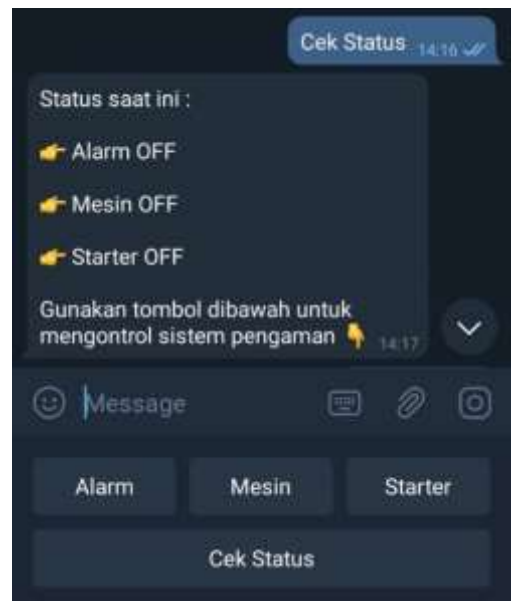 Cek Status 14:16
Status saat ini :
👉 Alarm OFF
👉 Mesin OFF
👉 Starter OFF
Gunakan tombol dibawah untuk
mengontrol sistem pengaman 👇 14:17
Message
Alarm Mesin Starter
Cek Status